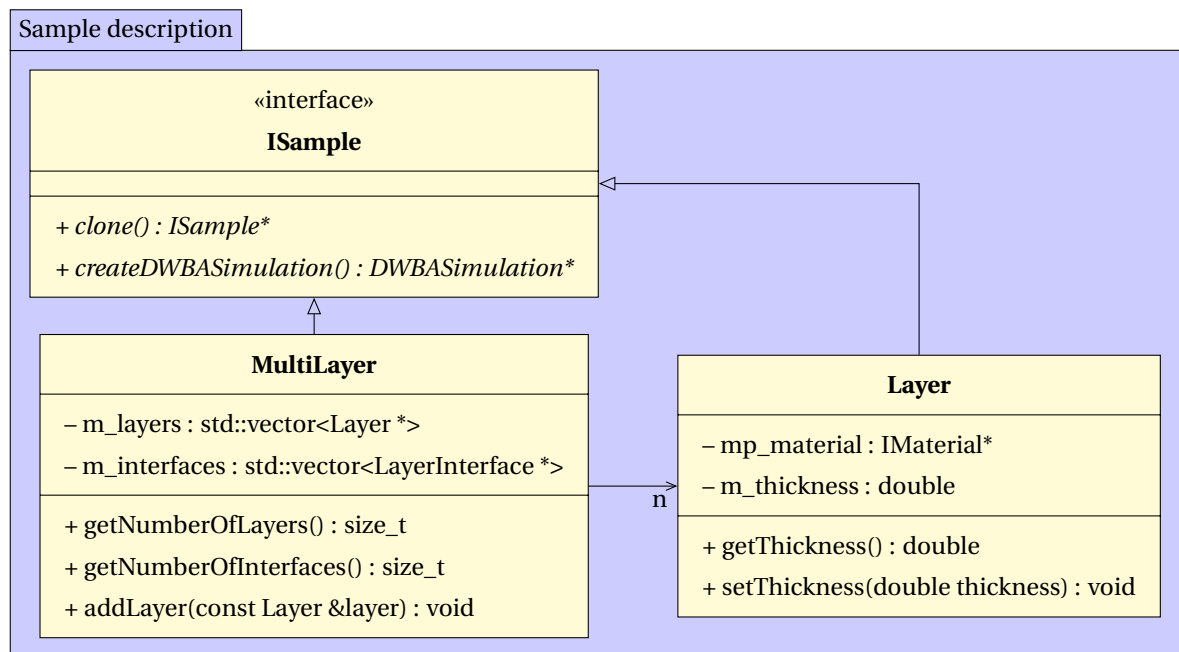 Sample description
«interface»
ISample
+ clone() : ISample*
+ createDWBASimulation() : DWBASimulation*
MultiLayer
– m_layers : std::vector<Layer *>
– m_interfaces : std::vector<LayerInterface *>
+ getNumberOfLayers() : size_t
+ getNumberOfInterfaces() : size_t
+ addLayer(const Layer &layer) : void
n
Layer
– mp_material : IMaterial*
– m_thickness : double
+ getThickness() : double
+ setThickness(double thickness) : void